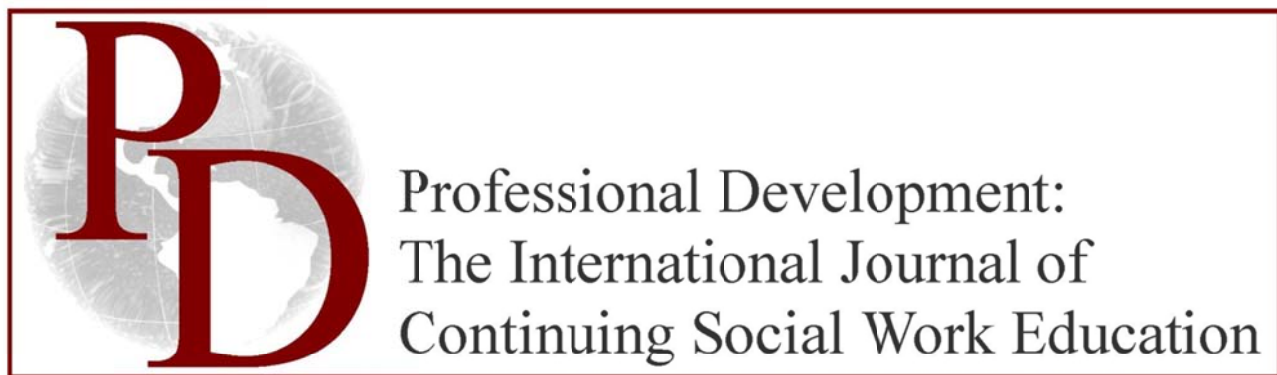 PD
Professional Development:
The International Journal of
Continuing Social Work Education